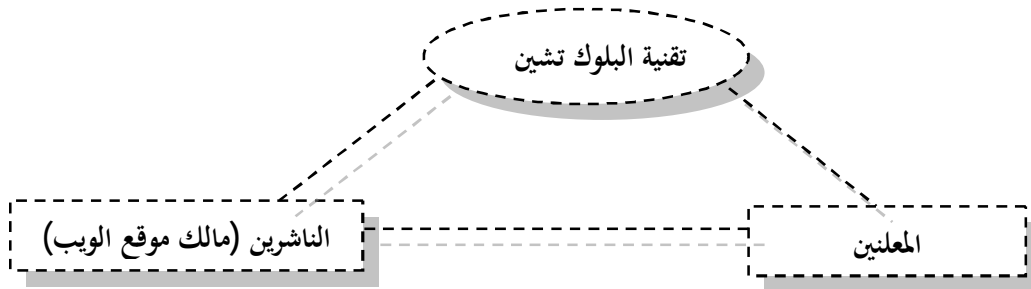 تقنية البلوك تشين
الناشرين (مالك موقع الويب)
المعلنين